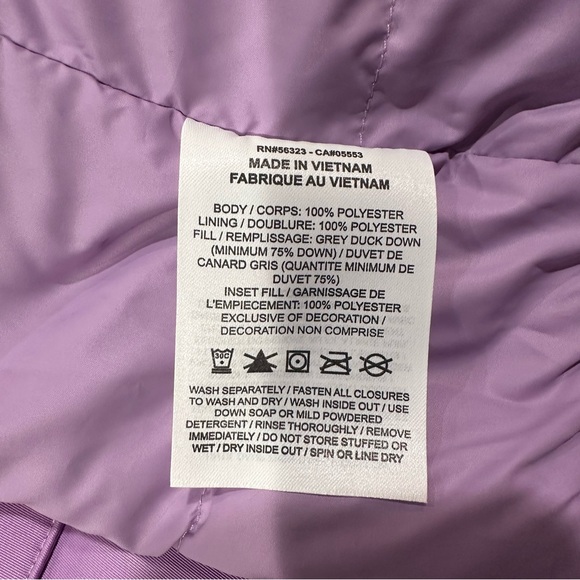 RN#56323 - CA#05553
MADE IN VIETNAM
FABRIQUE AU VIETNAM
BODY / CORPS: 100% POLYESTER
LINING / DOUBLURE: 100% POLYESTER
FILL / REMPLISSAGE: GREY DUCK DOWN
(MINIMUM 75% DOWN) / DUVET DE
CANARD GRIS (QUANTITE MINIMUM DE
DUVET 75%)
INSET FILL / GARNISSAGE DE
L'EMPIECEMENT: 100% POLYESTER
EXCLUSIVE OF DECORATION /
DECORATION NON COMPRISE
30C
WASH SEPARATELY / FASTEN ALL CLOSURES
TO WASH AND DRY / WASH INSIDE OUT / USE
DOWN SOAP OR MILD POWDERED
DETERGENT / RINSE THOROUGHLY / REMOVE
IMMEDIATELY / DO NOT STORE STUFFED OR
WET / DRY INSIDE OUT / SPIN OR LINE DRY